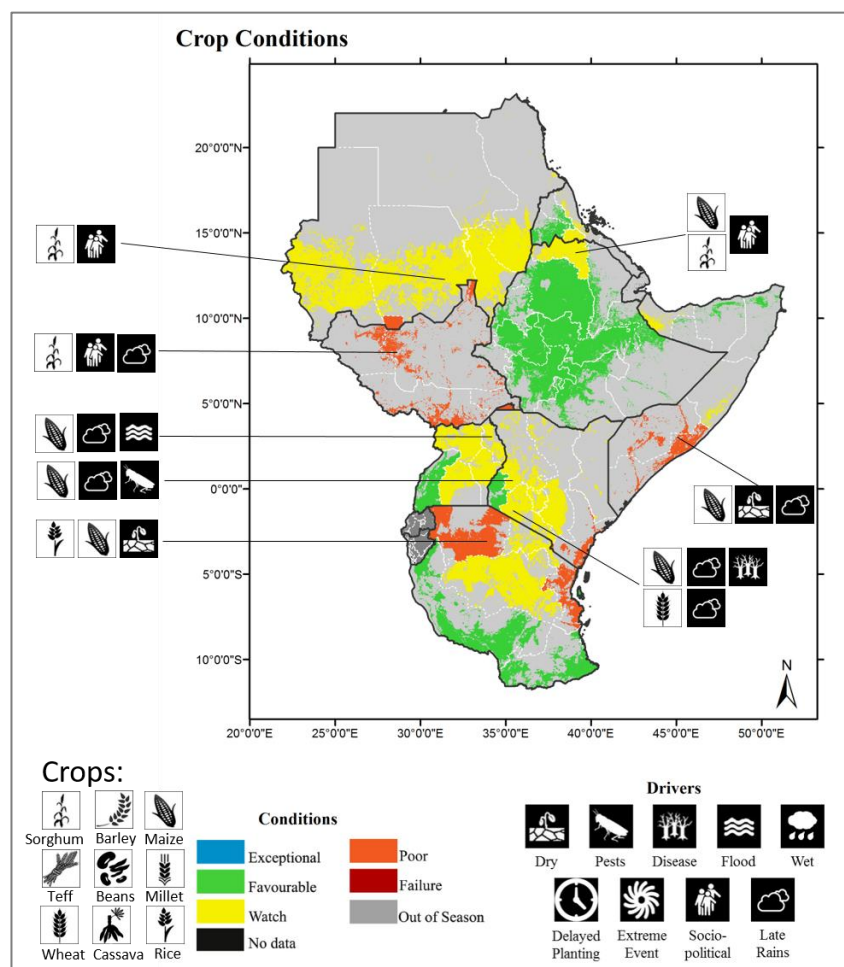 Crop Conditions
20°0'0"N
15°0'0"N
10°0'0"N
5°0'0"N
0°0'0"
5°0'0"S
10°0'0"S
N
20°0'0"E 25°0'0"E 30°0'0"E 35°0'0"E 40°0'0"E 45°0'0"E 50°0'0"E
Crops:
Sorghum Barley Maize
Teff Beans Millet
Wheat Cassava Rice
Conditions
Exceptional Poor
Favourable Failure
Watch Out of Season
No data
Drivers
Dry Pests Disease Flood Wet
Delayed Extreme Socio- Late
Planting Event political Rains